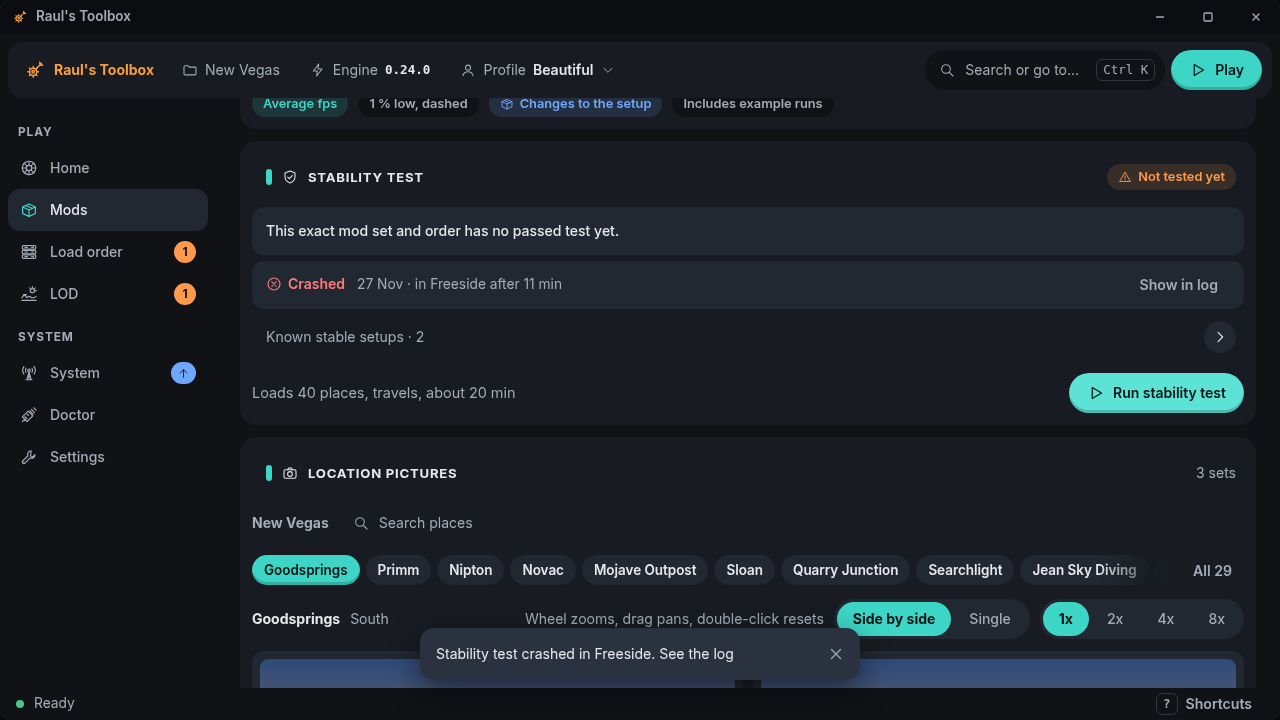 Raul's Toolbox
Raul's Toolbox New Vegas Engine 0.24.0 Profile Beautiful Search or go to... Ctrl K Play
Average fps 1 % low, dashed Changes to the setup Includes example runs
PLAY
Home
Mods
Load order 1
LOD 1
SYSTEM
System
Doctor
Settings
STABILITY TEST Not tested yet
This exact mod set and order has no passed test yet.
Crashed 27 Nov · in Freeside after 11 min Show in log
Known stable setups · 2
Loads 40 places, travels, about 20 min Run stability test
LOCATION PICTURES 3 sets
New Vegas Search places
Goodsprings Primm Nipton Novac Mojave Outpost Sloan Quarry Junction Searchlight Jean Sky Diving All 29
Goodsprings South Wheel zooms, drag pans, double-click resets Side by side Single 1x 2x 4x 8x
Stability test crashed in Freeside. See the log
Ready ? Shortcuts